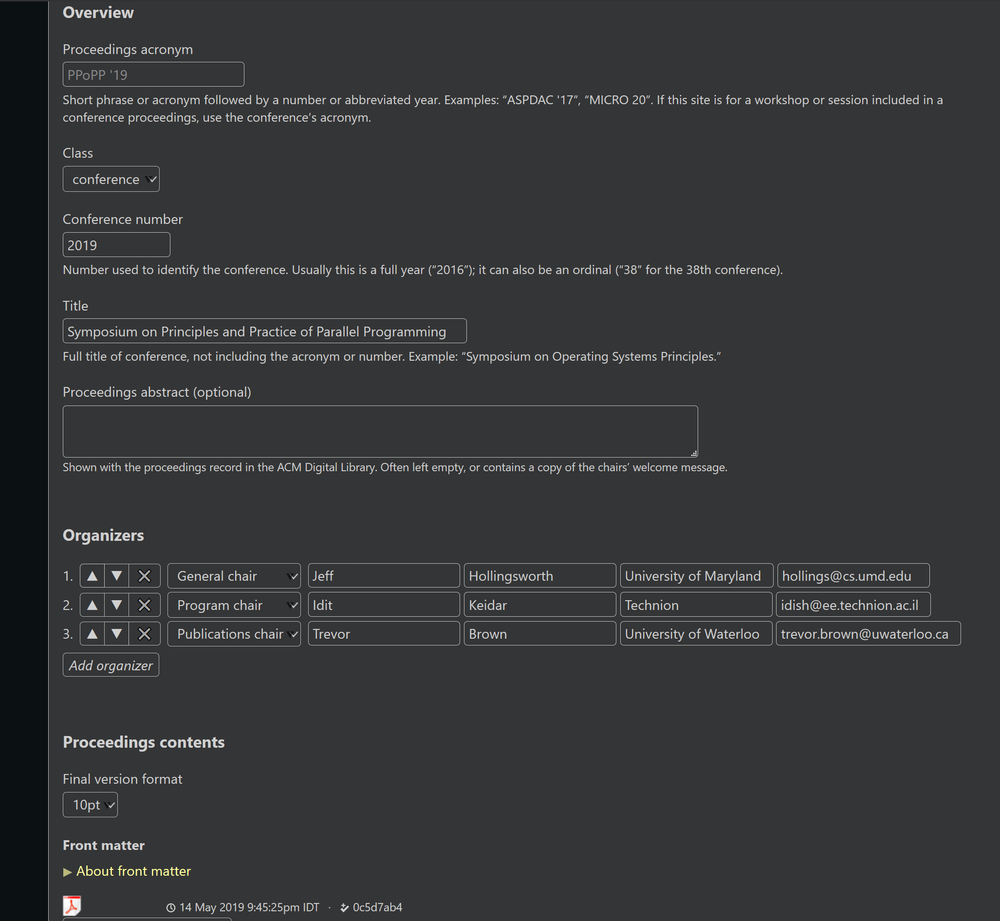 Overview
Proceedings acronym
PPoPP '19
Short phrase or acronym followed by a number or abbreviated year. Examples: “ASPDAC '17”, “MICRO 20”. If this site is for a workshop or session included in a
conference proceedings, use the conference’s acronym.
Class
conference
Conference number
2019
Number used to identify the conference. Usually this is a full year (“2016”); it can also be an ordinal (“38” for the 38th conference).
Title
Symposium on Principles and Practice of Parallel Programming
Full title of conference, not including the acronym or number. Example: “Symposium on Operating Systems Principles.”
Proceedings abstract (optional)
Shown with the proceedings record in the ACM Digital Library. Often left empty, or contains a copy of the chairs’ welcome message.
Organizers
1. General chair Jeff Hollingsworth University of Maryland hollings@cs.umd.edu
2. Program chair Idit Keidar Technion idish@ee.technion.ac.il
3. Publications chair Trevor Brown University of Waterloo trevor.brown@uwaterloo.ca
Add organizer
Proceedings contents
Final version format
10pt
Front matter
About front matter
14 May 2019 9:45:25pm IDT · 0c5d7ab4